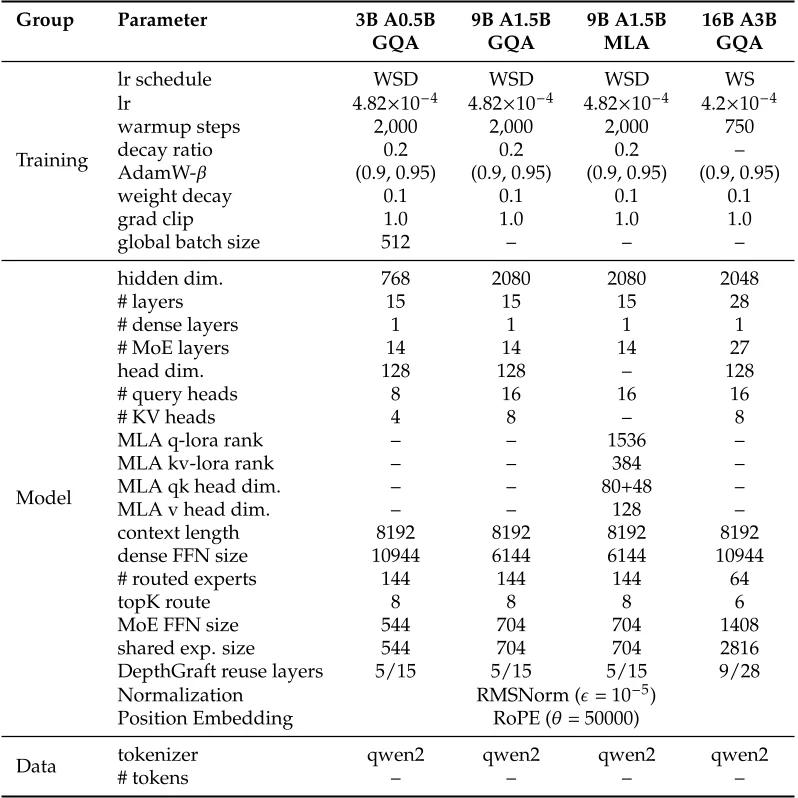 Group Parameter 3B A0.5B GQA 9B A1.5B GQA 9B A1.5B MLA 16B A3B GQA
Training
lr schedule WSD WSD WSD WS
lr 4.82×10⁻⁴ 4.82×10⁻⁴ 4.82×10⁻⁴ 4.2×10⁻⁴
warmup steps 2,000 2,000 2,000 750
decay ratio 0.2 0.2 0.2 –
AdamW-β (0.9, 0.95) (0.9, 0.95) (0.9, 0.95) (0.9, 0.95)
weight decay 0.1 0.1 0.1 0.1
grad clip 1.0 1.0 1.0 1.0
global batch size 512 – – –
Model
hidden dim. 768 2080 2080 2048
# layers 15 15 15 28
# dense layers 1 1 1 1
# MoE layers 14 14 14 27
head dim. 128 128 – 128
# query heads 8 16 16 16
# KV heads 4 8 – 8
MLA q-lora rank – – 1536 –
MLA kv-lora rank – – 384 –
MLA qk head dim. – – 80+48 –
MLA v head dim. – – 128 –
context length 8192 8192 8192 8192
dense FFN size 10944 6144 6144 10944
# routed experts 144 144 144 64
topK route 8 8 8 6
MoE FFN size 544 704 704 1408
shared exp. size 544 704 704 2816
DepthGraft reuse layers 5/15 5/15 5/15 9/28
Normalization RMSNorm (ϵ = 10⁻⁵)
Position Embedding RoPE (θ = 50000)
Data
tokenizer qwen2 qwen2 qwen2 qwen2
# tokens – – – –